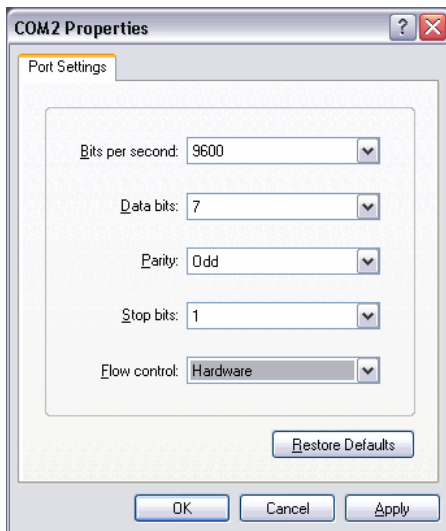 COM2 Properties
Port Settings
Bits per second: 9600
Data bits: 7
Parity: Odd
Stop bits: 1
Flow control: Hardware
Restore Defaults
OK Cancel Apply